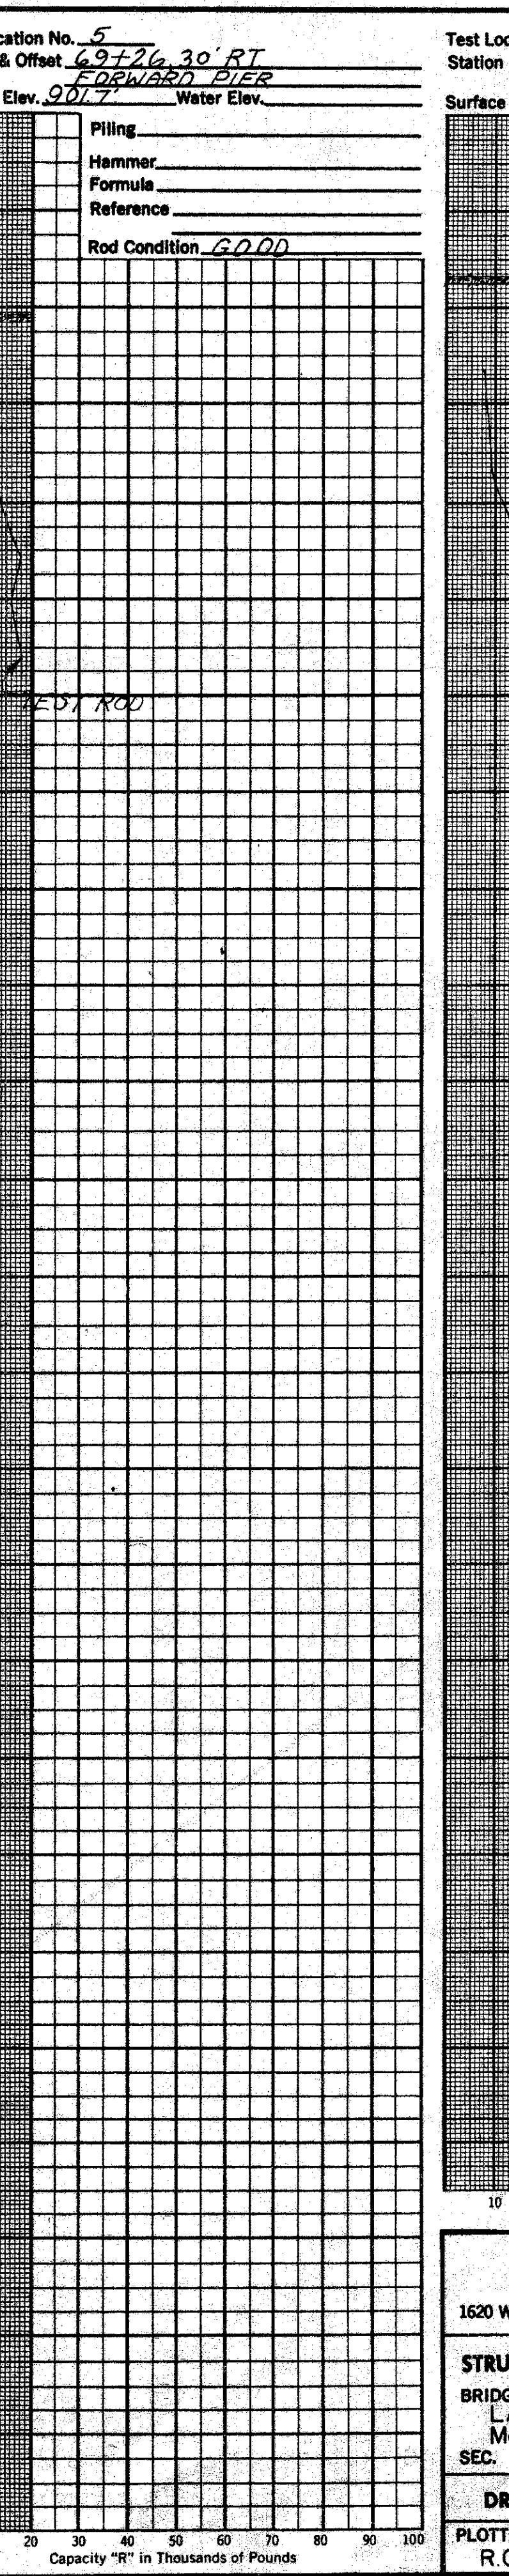 cation No. 5
& Offset 69+26, 30' RT
FORWARD PIER
Elev. 901.7' Water Elev.
Piling
Hammer
Formula
Reference
Rod Condition GOOD
TEST ROD
20 30 40 50 60 70 80 90 100
Capacity "R" in Thousands of Pounds
Test Loc
Station
Surface
10
1620 W
STRU
BRIDG
LA
M
SEC.
DR
PLOTT
R.C